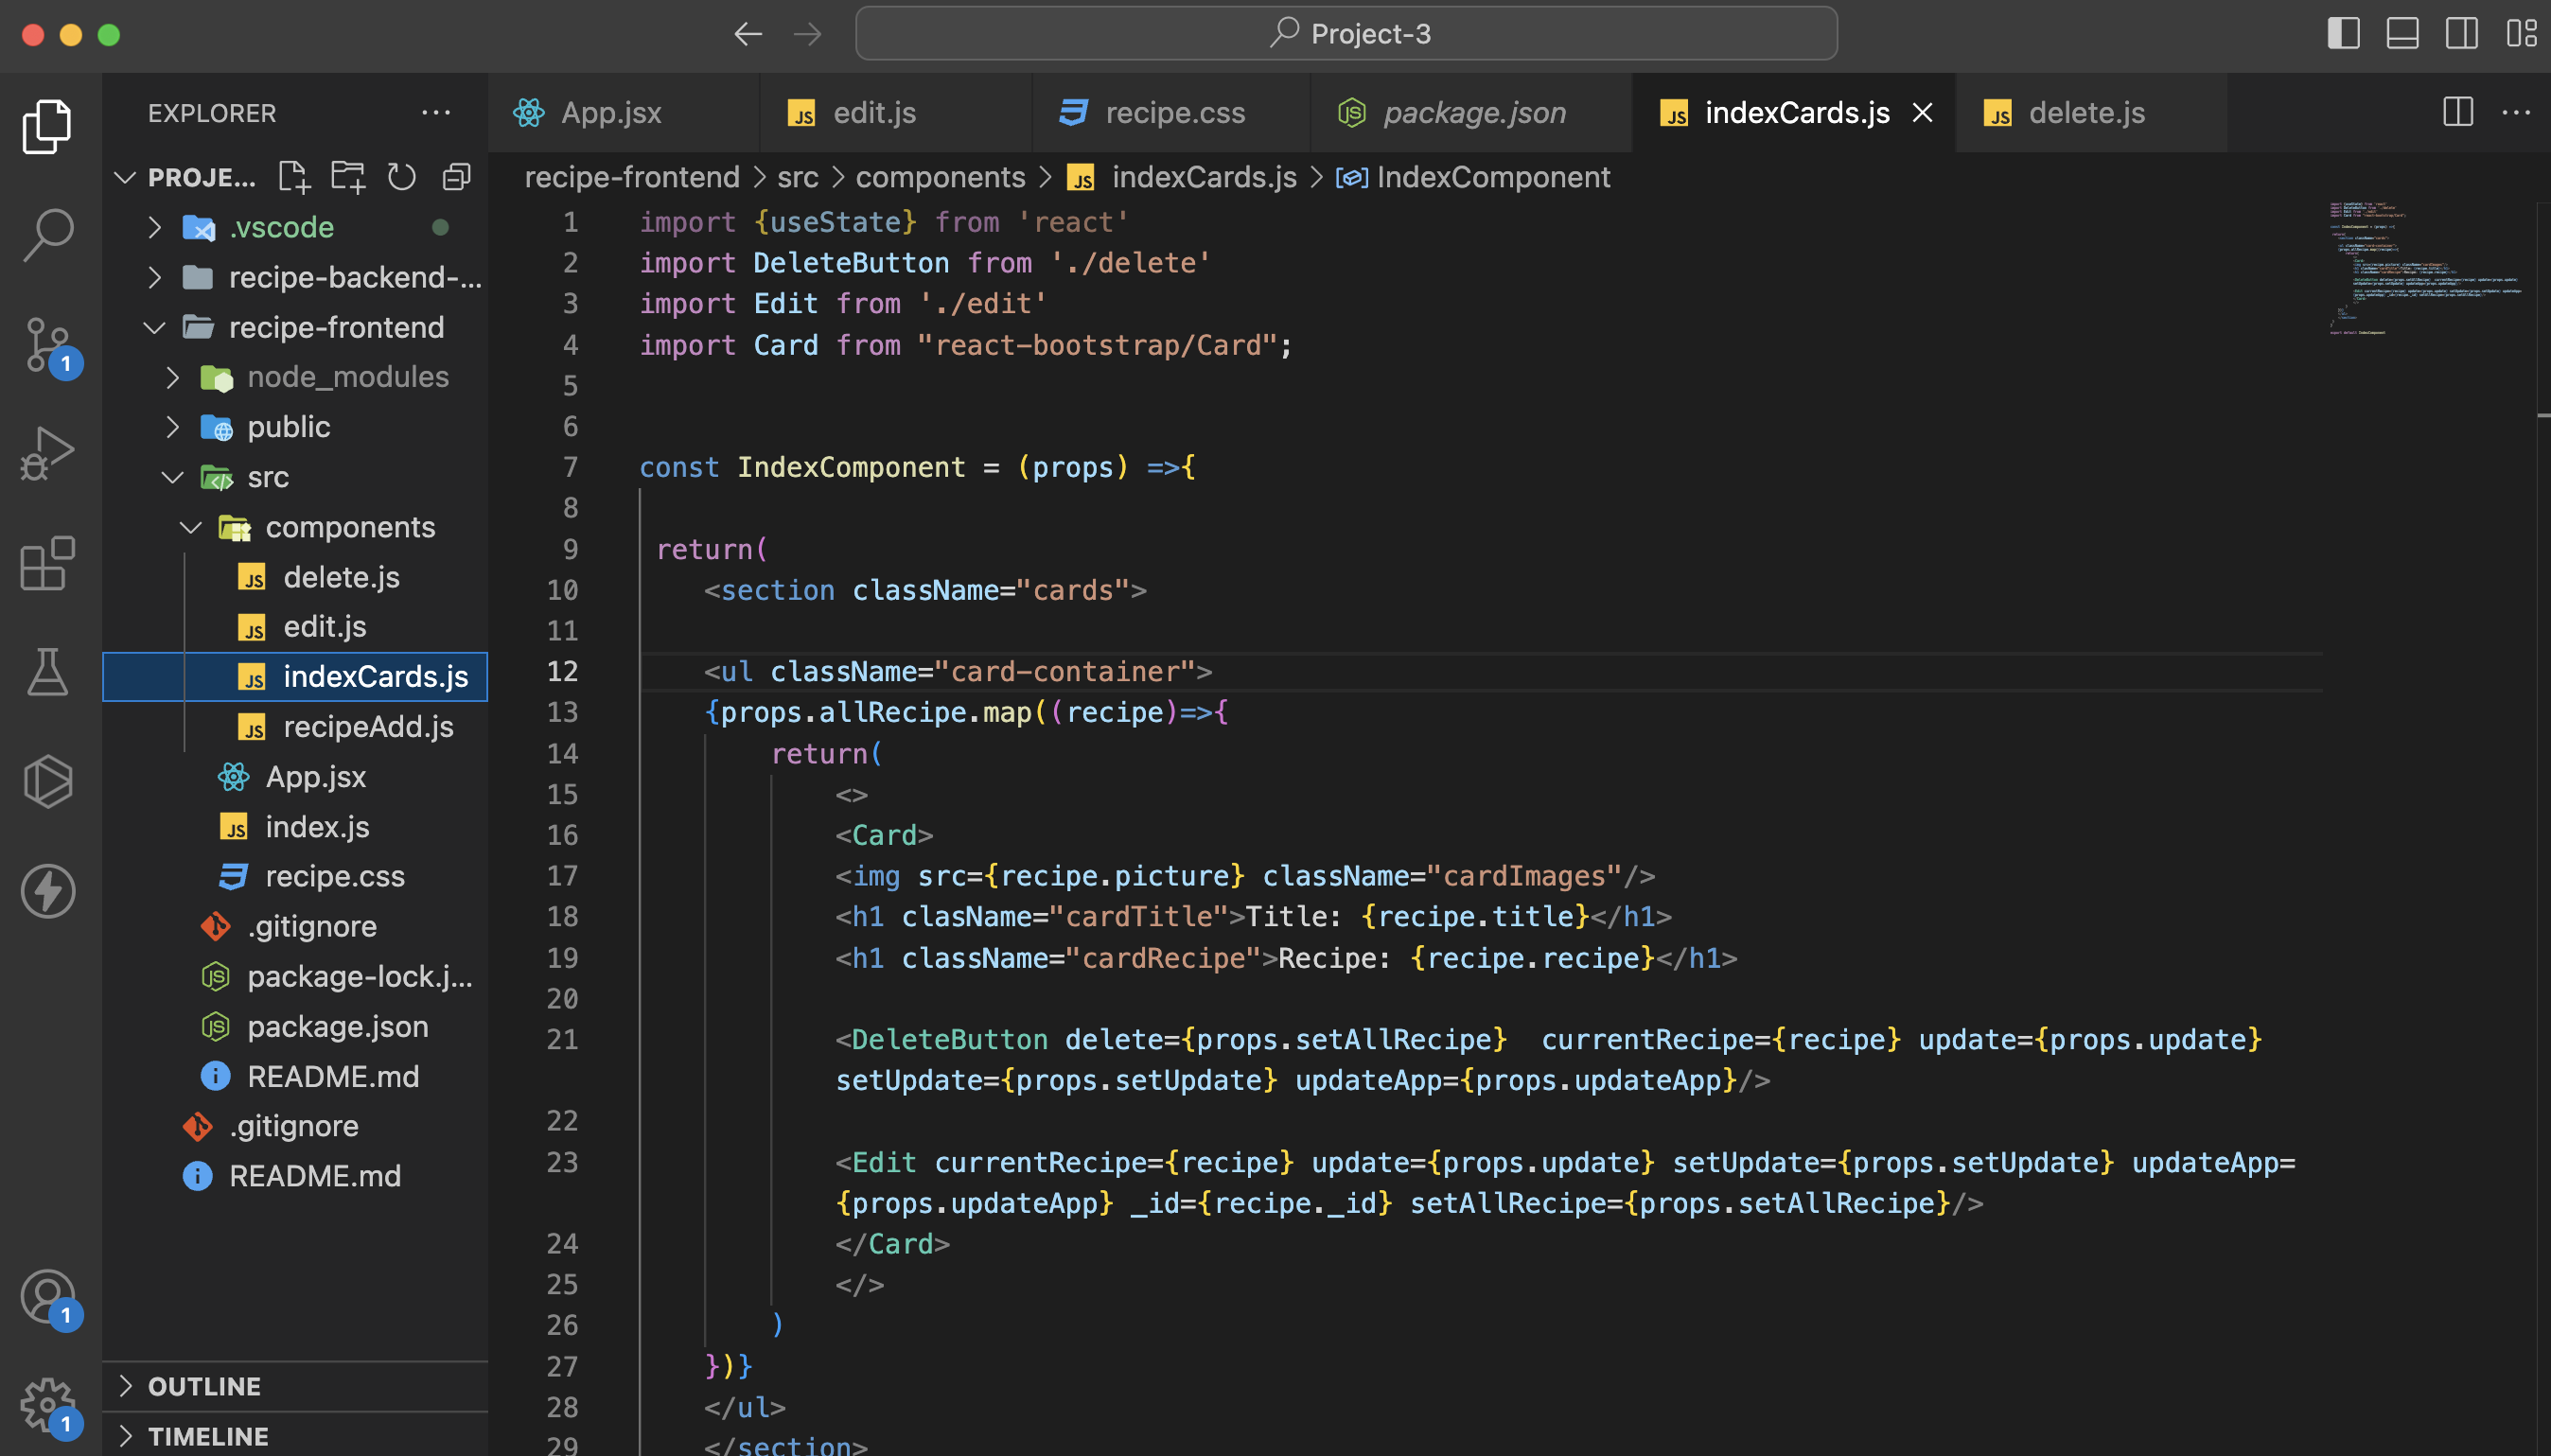 Project-3
EXPLORER
App.jsx
JS edit.js
recipe.css
package.json
JS indexCards.js
JS delete.js
PROJE...
recipe-frontend > src > components > JS indexCards.js > IndexComponent
.vscode
recipe-backend-...
recipe-frontend
node_modules
public
src
components
JS delete.js
JS edit.js
JS indexCards.js
JS recipeAdd.js
App.jsx
JS index.js
recipe.css
.gitignore
package-lock.j...
package.json
README.md
.gitignore
README.md
OUTLINE
TIMELINE
1
1
1
1 import {useState} from 'react'
2 import DeleteButton from './delete'
3 import Edit from './edit'
4 import Card from "react-bootstrap/Card";
5
6
7 const IndexComponent = (props) =>{
8
9 return(
10 <section className="cards">
11
12 <ul className="card-container">
13 {props.allRecipe.map((recipe)=>{
14 return(
15 <>
16 <Card>
17 <img src={recipe.picture} className="cardImages"/>
18 <h1 clasName="cardTitle">Title: {recipe.title}</h1>
19 <h1 className="cardRecipe">Recipe: {recipe.recipe}</h1>
20
21 <DeleteButton delete={props.setAllRecipe}  currentRecipe={recipe} update={props.update}
setUpdate={props.setUpdate} updateApp={props.updateApp}/>
22
23 <Edit currentRecipe={recipe} update={props.update} setUpdate={props.setUpdate} updateApp=
{props.updateApp} _id={recipe._id} setAllRecipe={props.setAllRecipe}/>
24 </Card>
25 </>
26 )
27 })}
28 </ul>
29 </section>